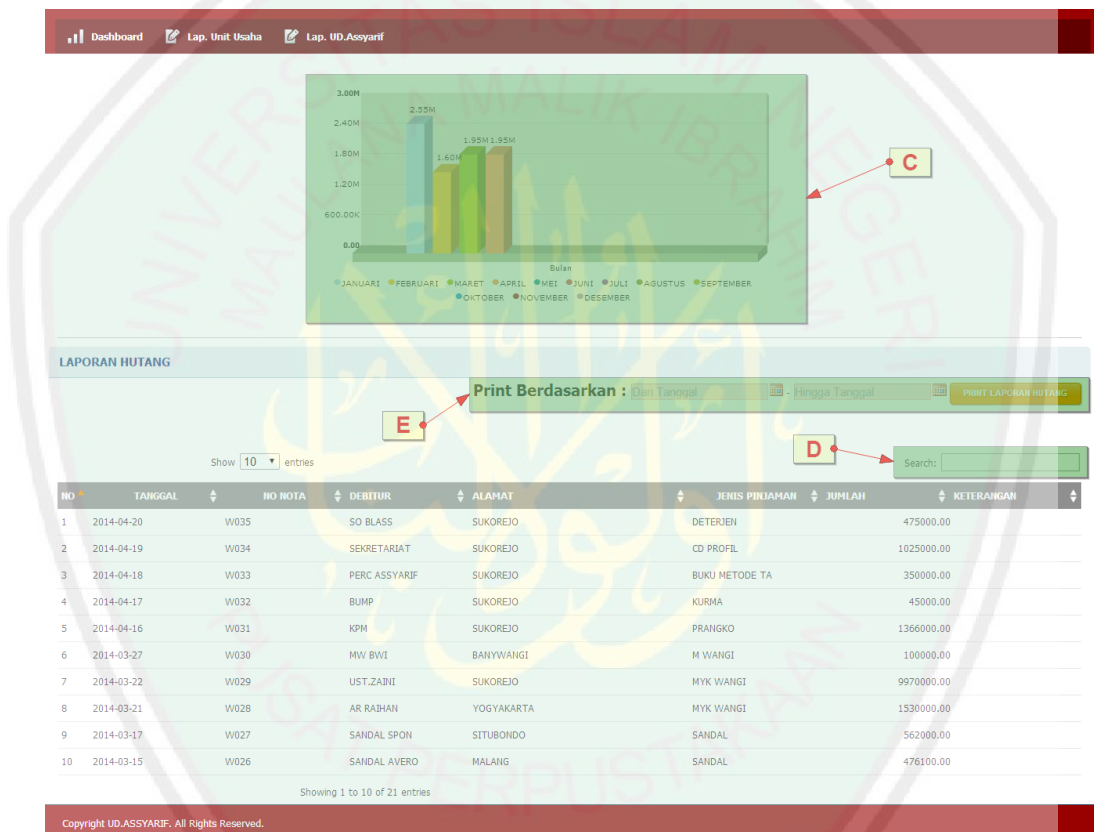 Dashboard Lap. Unit Usaha Lap. UD.Assyarif
3.00M
2.40M
1.80M
1.20M
600.00K
0.00
2.55M
1.60M
1.95M 1.95M
Bulan
JANUARI FEBRUARI MARET APRIL MEI JUNI JULI AGUSTUS SEPTEMBER
OKTOBER NOVEMBER DESEMBER
C
LAPORAN HUTANG
Print Berdasarkan : Dari Tanggal - Hingga Tanggal PRINT LAPORAN HUTANG
E
D
Show 10 entries Search:
NO TANGGAL NO NOTA DEBITUR ALAMAT JENIS PINJAMAN JUMLAH KETERANGAN
1 2014-04-20 W035 SO BLASS SUKOREJO DETERJEN 475000.00
2 2014-04-19 W034 SEKRETARIAT SUKOREJO CD PROFIL 1025000.00
3 2014-04-18 W033 PERC ASSYARIF SUKOREJO BUKU METODE TA 350000.00
4 2014-04-17 W032 BUMP SUKOREJO KURMA 45000.00
5 2014-04-16 W031 KPM SUKOREJO PRANGKO 1366000.00
6 2014-03-27 W030 MW BWI BANYWANGI M WANGI 100000.00
7 2014-03-22 W029 UST.ZAINI SUKOREJO MYK WANGI 9970000.00
8 2014-03-21 W028 AR RAIHAN YOGYAKARTA MYK WANGI 1530000.00
9 2014-03-17 W027 SANDAL SPON SITUBONDO SANDAL 562000.00
10 2014-03-15 W026 SANDAL AVERO MALANG SANDAL 476100.00
Showing 1 to 10 of 21 entries
Copyright UD.ASSYARIF. All Rights Reserved.
UNIVERSITAS ISLAM NEGERI
MAULANA MALIK IBRAHIM
PUSAT PERPUSTAKAAN